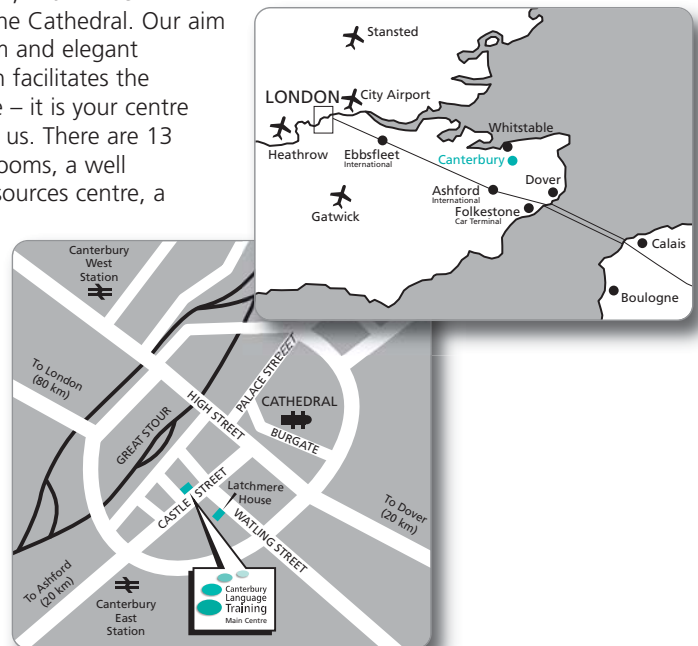 he Cathedral. Our aim
and elegant
facilitates the
– it is your centre
us. There are 13
ooms, a well
sources centre, a
Stansted
LONDON
City Airport
Heathrow
Ebbsfleet
International
Whitstable
Canterbury
Gatwick
Ashford
International
Dover
Folkestone
Car Terminal
Calais
Boulogne
Canterbury
West
Station
To London
(80 km)
GREAT STOUR
HIGH STREET
PALACE STREET
CATHEDRAL
BURGATE
CASTLE STREET
Latchmere
House
WATLING STREET
To Dover
(20 km)
To Ashford
(20 km)
Canterbury
East
Station
Canterbury
Language
Training
Main Centre